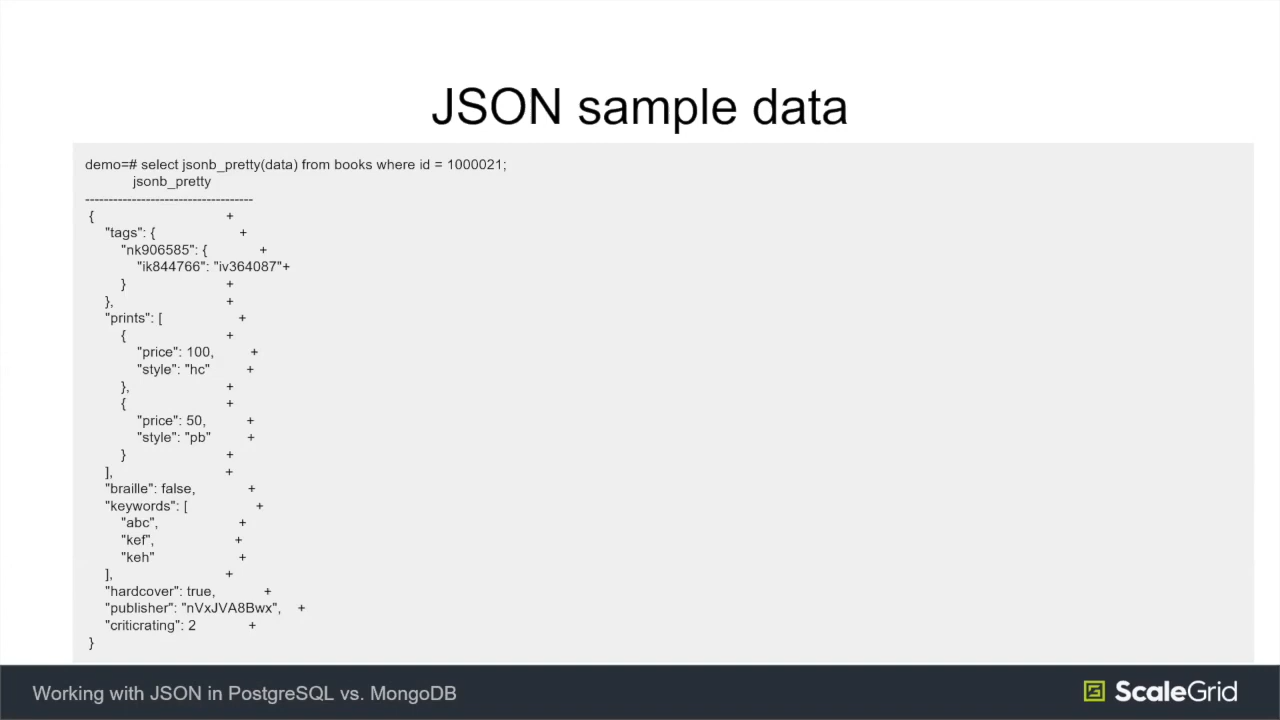 JSON sample data
demo=# select jsonb_pretty(data) from books where id = 1000021;
            jsonb_pretty
------------------------------------
 {                                  +
     "tags": {                      +
         "nk906585": {              +
             "ik844766": "iv364087"+
         }                          +
     },                             +
     "prints": [                    +
         {                          +
             "price": 100,          +
             "style": "hc"          +
         },                         +
         {                          +
             "price": 50,           +
             "style": "pb"          +
         }                          +
     ],                             +
     "braille": false,              +
     "keywords": [                  +
         "abc",                     +
         "kef",                     +
         "keh"                      +
     ],                             +
     "hardcover": true,             +
     "publisher": "nVxJVA8Bwx",     +
     "criticrating": 2              +
 }
Working with JSON in PostgreSQL vs. MongoDB
ScaleGrid